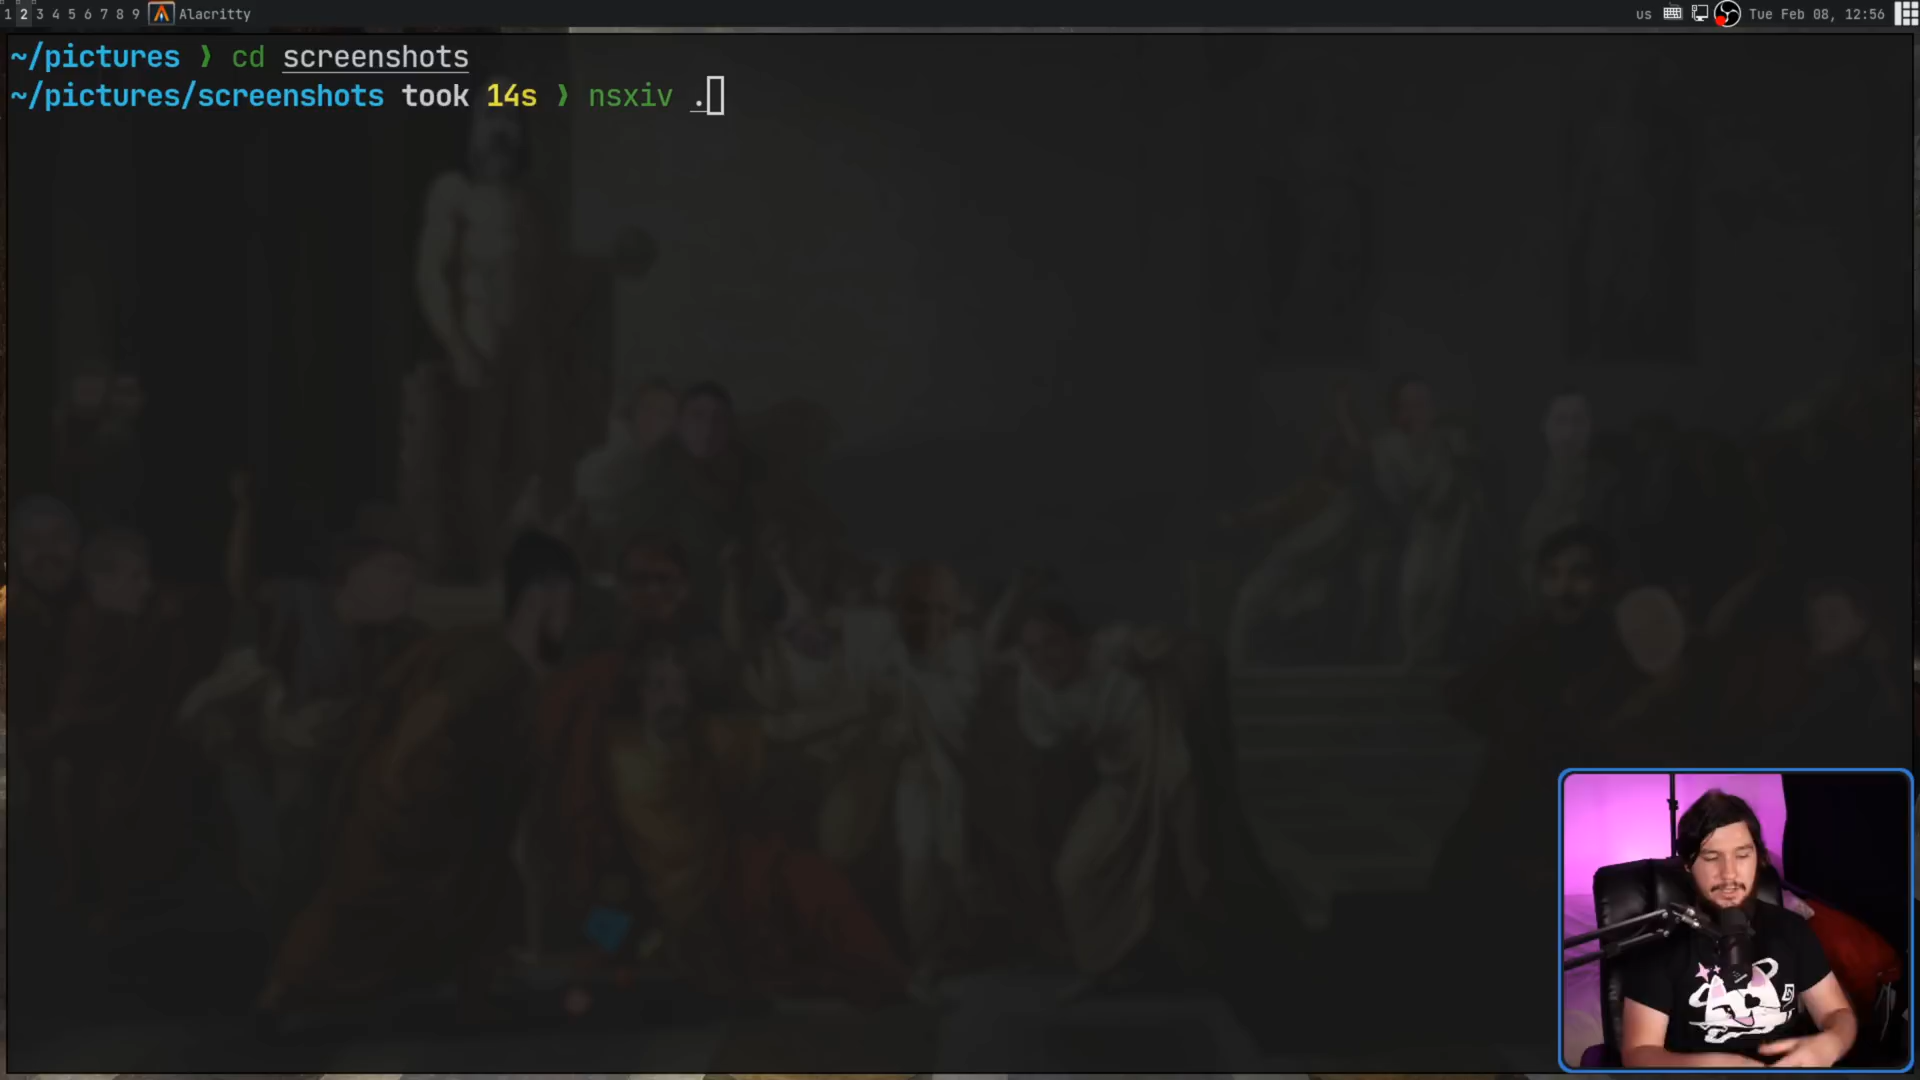 1 2 3 4 5 6 7 8 9 Alacritty us Tue Feb 08, 12:56
~/pictures ❯ cd screenshots
~/pictures/screenshots took 14s ❯ nsxiv .